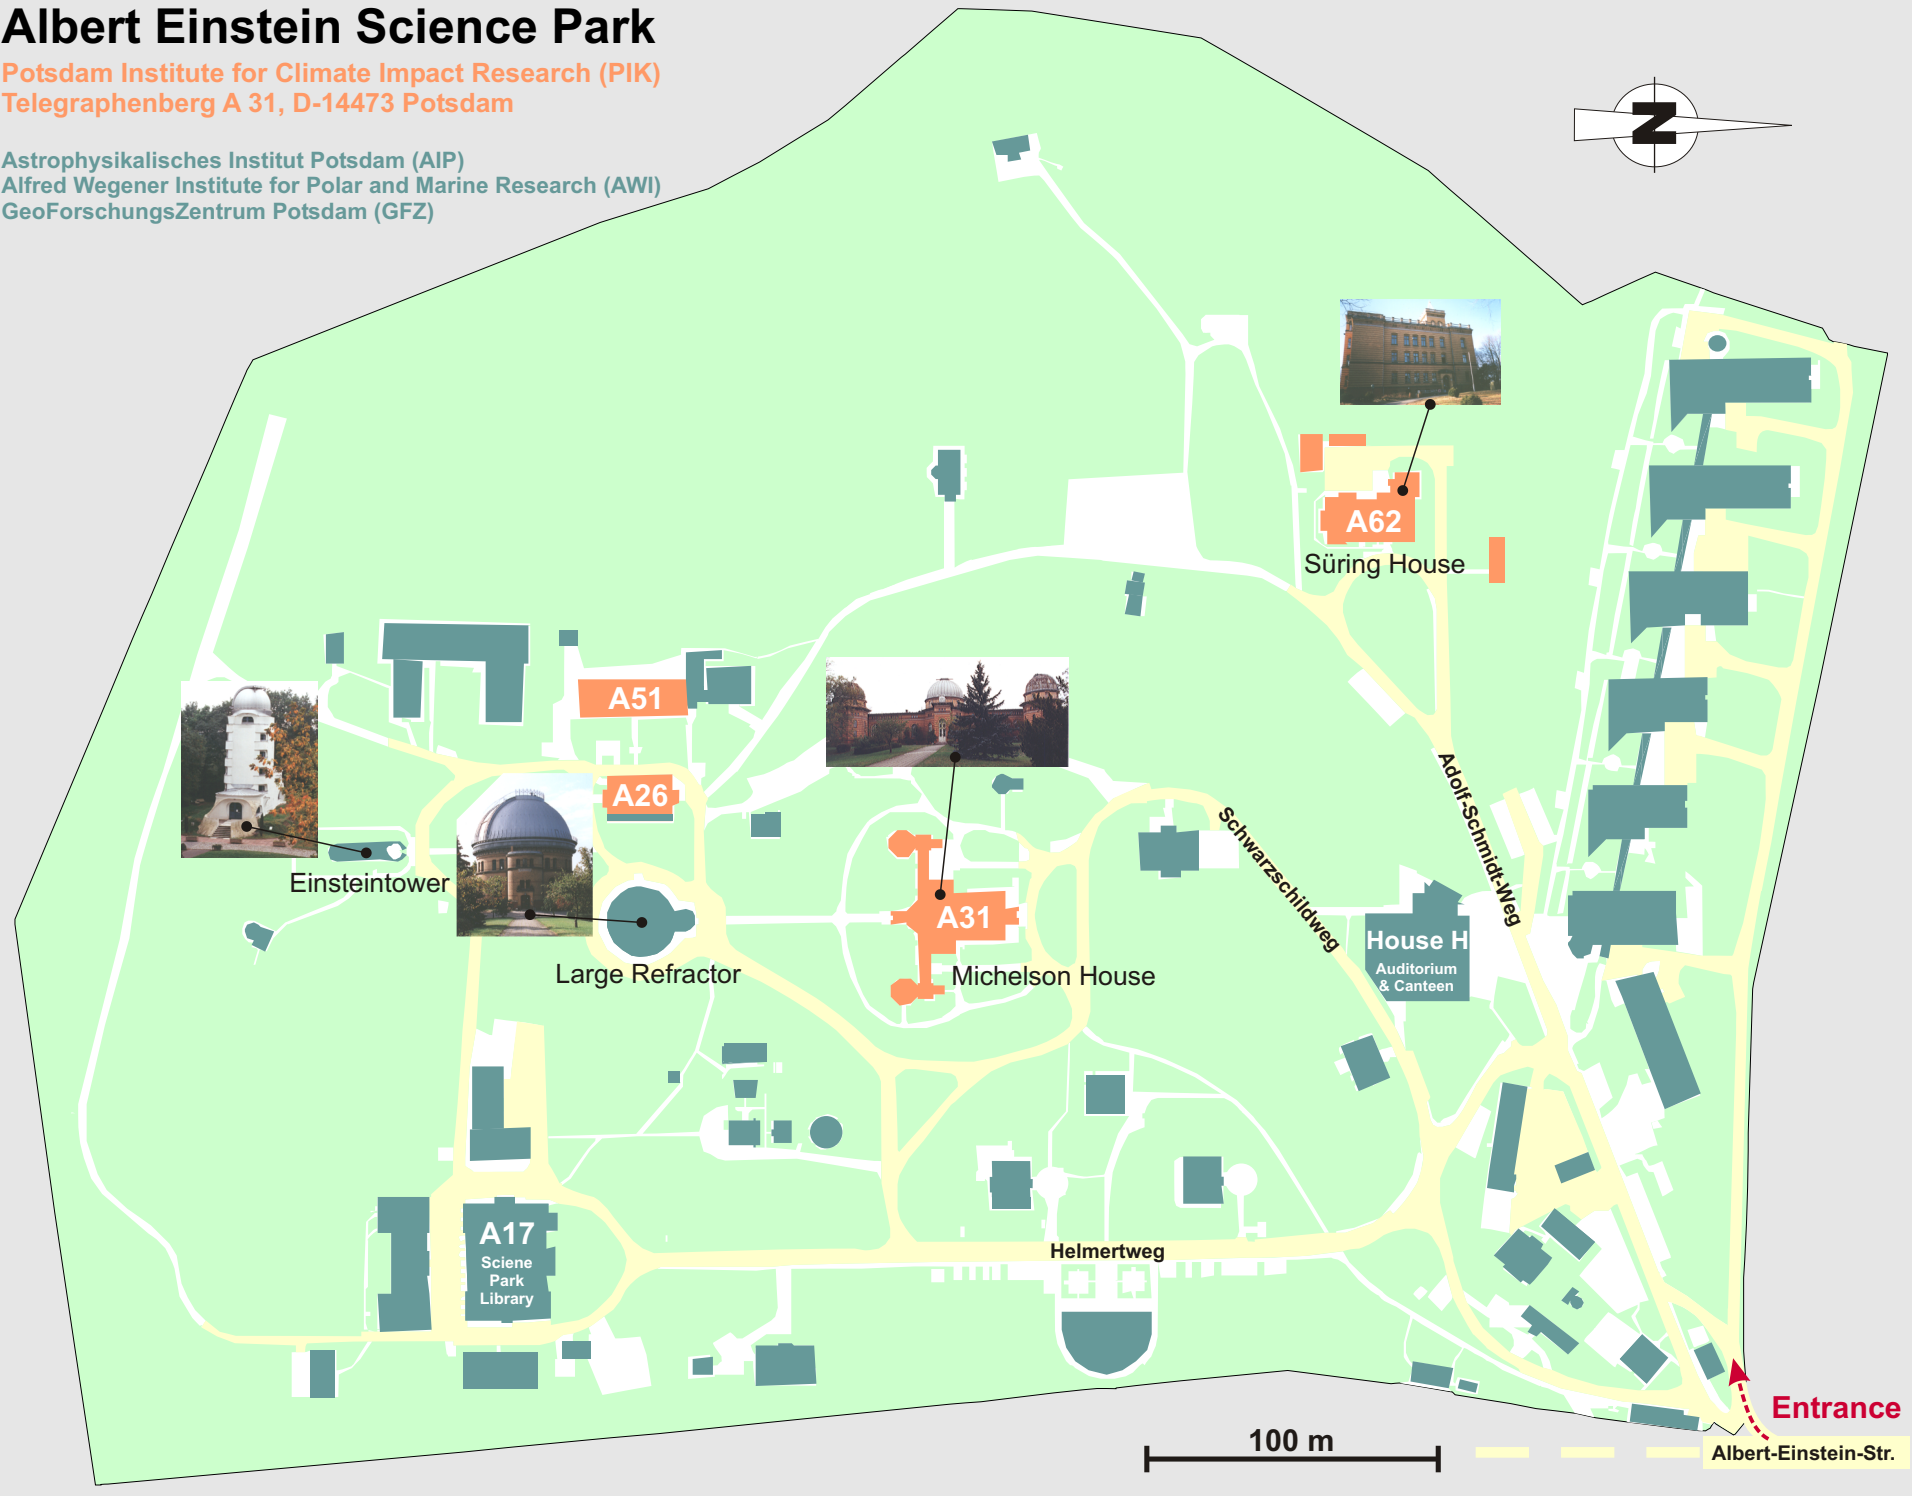 Albert Einstein Science Park
Potsdam Institute for Climate Impact Research (PIK)
Telegraphenberg A 31, D-14473 Potsdam
Astrophysikalisches Institut Potsdam (AIP)
Alfred Wegener Institute for Polar and Marine Research (AWI)
GeoForschungsZentrum Potsdam (GFZ)
N
A62
Süring House
A51
A26
Einsteintower
Large Refractor
A31
Michelson House
Schwarzschildweg
Adolf-Schmidt-Weg
House H
Auditorium
& Canteen
A17
Sciene
Park
Library
Helmertweg
Entrance
100 m
Albert-Einstein-Str.